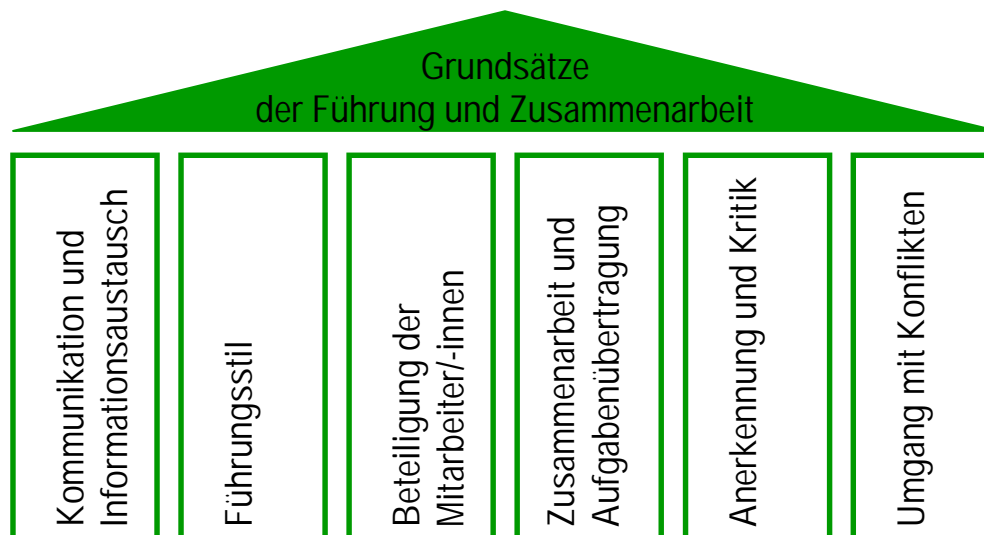 Grundsätze
der Führung und Zusammenarbeit
Kommunikation und
Informationsaustausch
Führungsstil
Beteiligung der
Mitarbeiter/-innen
Zusammenarbeit und
Aufgabenübertragung
Anerkennung und Kritik
Umgang mit Konflikten